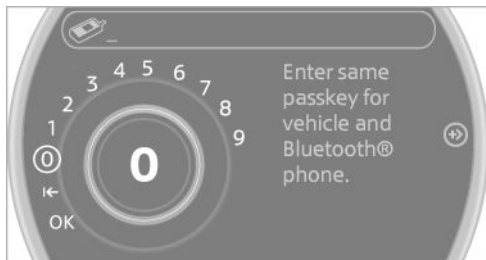 _
4 5 6
3 7
2 8
1 9
0
0
OK
Enter same
passkey for
vehicle and
Bluetooth®
phone.